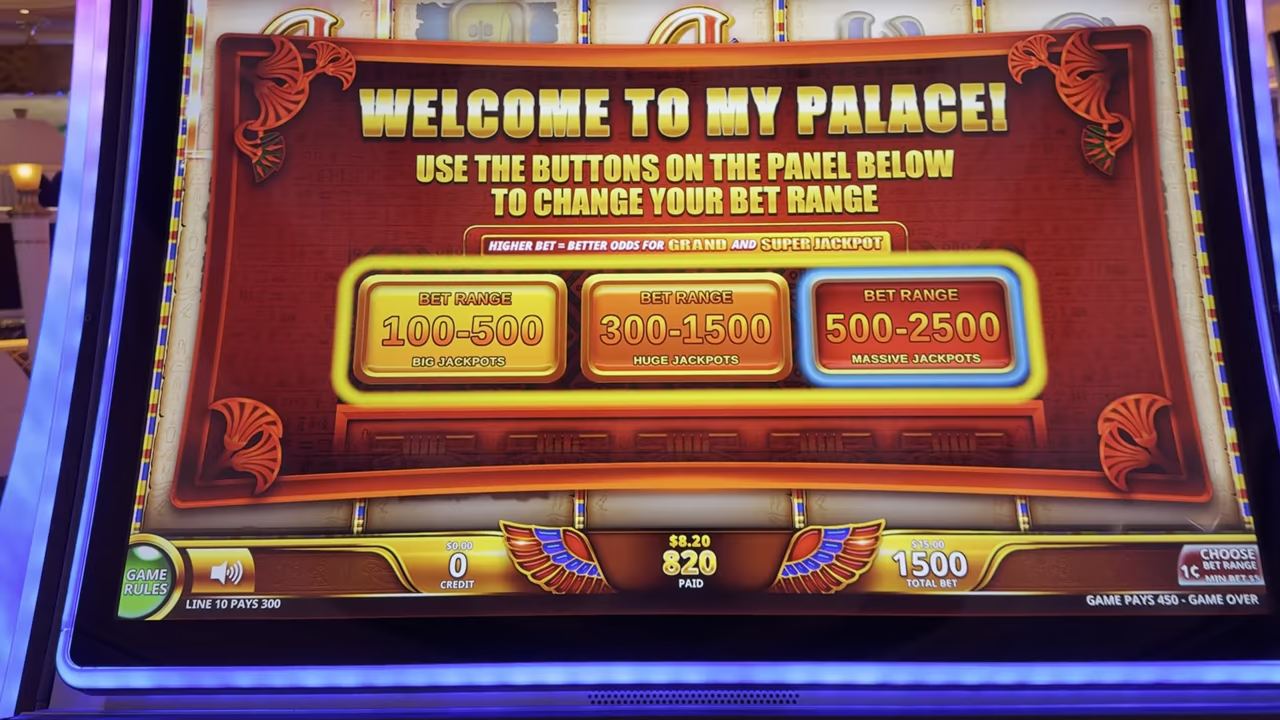 WELCOME TO MY PALACE!
USE THE BUTTONS ON THE PANEL BELOW
TO CHANGE YOUR BET RANGE
HIGHER BET = BETTER ODDS FOR GRAND AND SUPER JACKPOT
BET RANGE
100-500
BIG JACKPOTS
BET RANGE
300-1500
HUGE JACKPOTS
BET RANGE
500-2500
MASSIVE JACKPOTS
GAME
RULES
$0.00
0
CREDIT
$8.20
820
PAID
$15.00
1500
TOTAL BET
CHOOSE
BET RANGE
1¢
MIN BET
LINE 10 PAYS 300
GAME PAYS 450 - GAME OVER